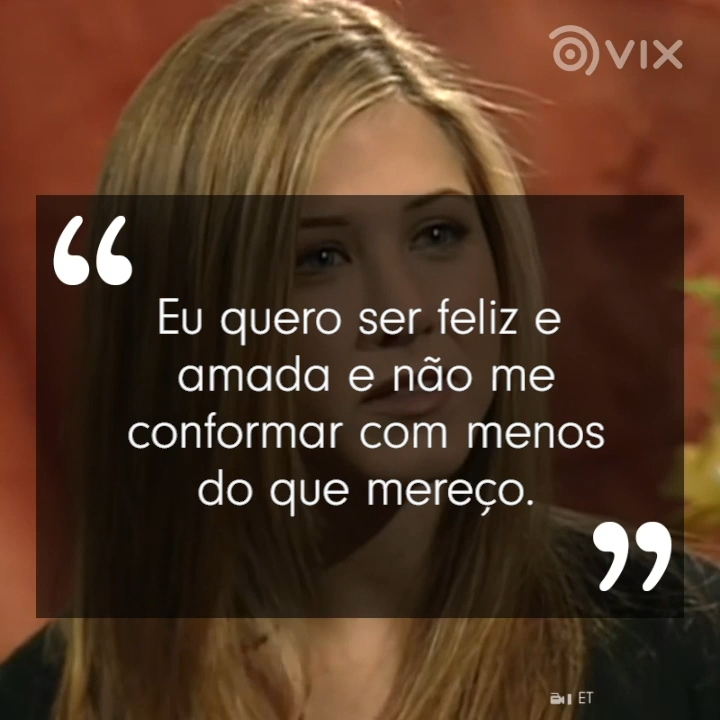 VIX
“
Eu quero ser feliz e
amada e não me
conformar com menos
do que mereço.
”
ET